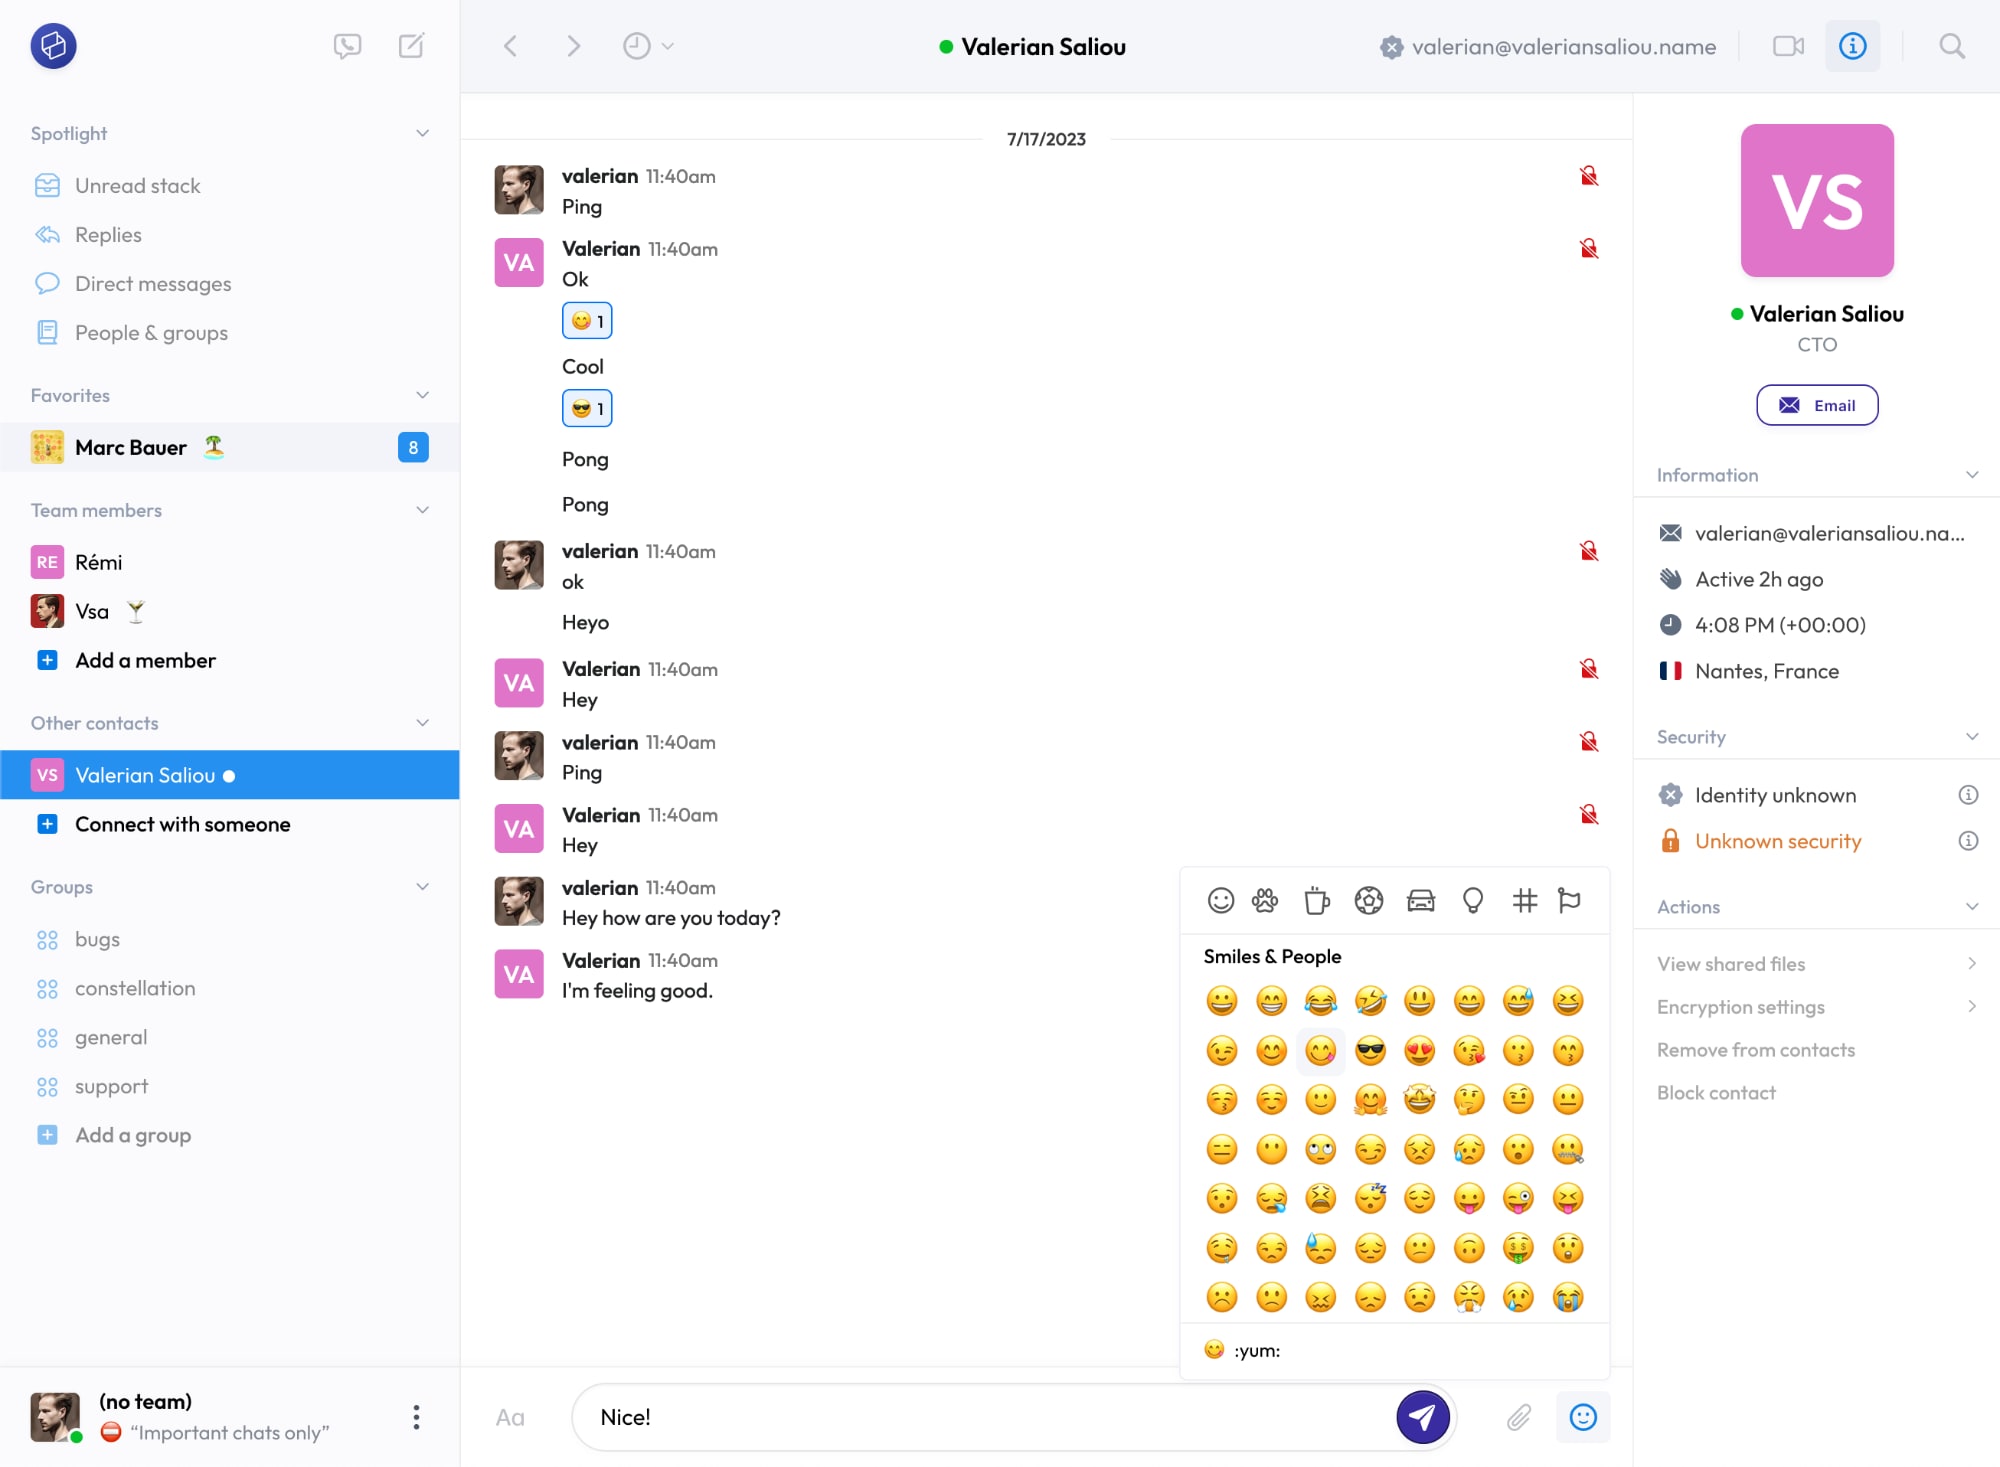 Spotlight
Unread stack
Replies
Direct messages
People & groups
Favorites
Marc Bauer 🏝️ 8
Team members
RE Rémi
Vsa 🍸
Add a member
Other contacts
VS Valerian Saliou
Connect with someone
Groups
bugs
constellation
general
support
Add a group
(no team)
⛔ “Important chats only”
Valerian Saliou
valerian@valeriansaliou.name
7/17/2023
valerian 11:40am
Ping
VA Valerian 11:40am
Ok
😋 1
Cool
😎 1
Pong
Pong
valerian 11:40am
ok
Heyo
VA Valerian 11:40am
Hey
valerian 11:40am
Ping
VA Valerian 11:40am
Hey
valerian 11:40am
Hey how are you today?
VA Valerian 11:40am
I'm feeling good.
Smiles & People
😋 :yum:
Aa
Nice!
VS
Valerian Saliou
CTO
Email
Information
valerian@valeriansaliou.na...
Active 2h ago
4:08 PM (+00:00)
Nantes, France
Security
Identity unknown
Unknown security
Actions
View shared files
Encryption settings
Remove from contacts
Block contact